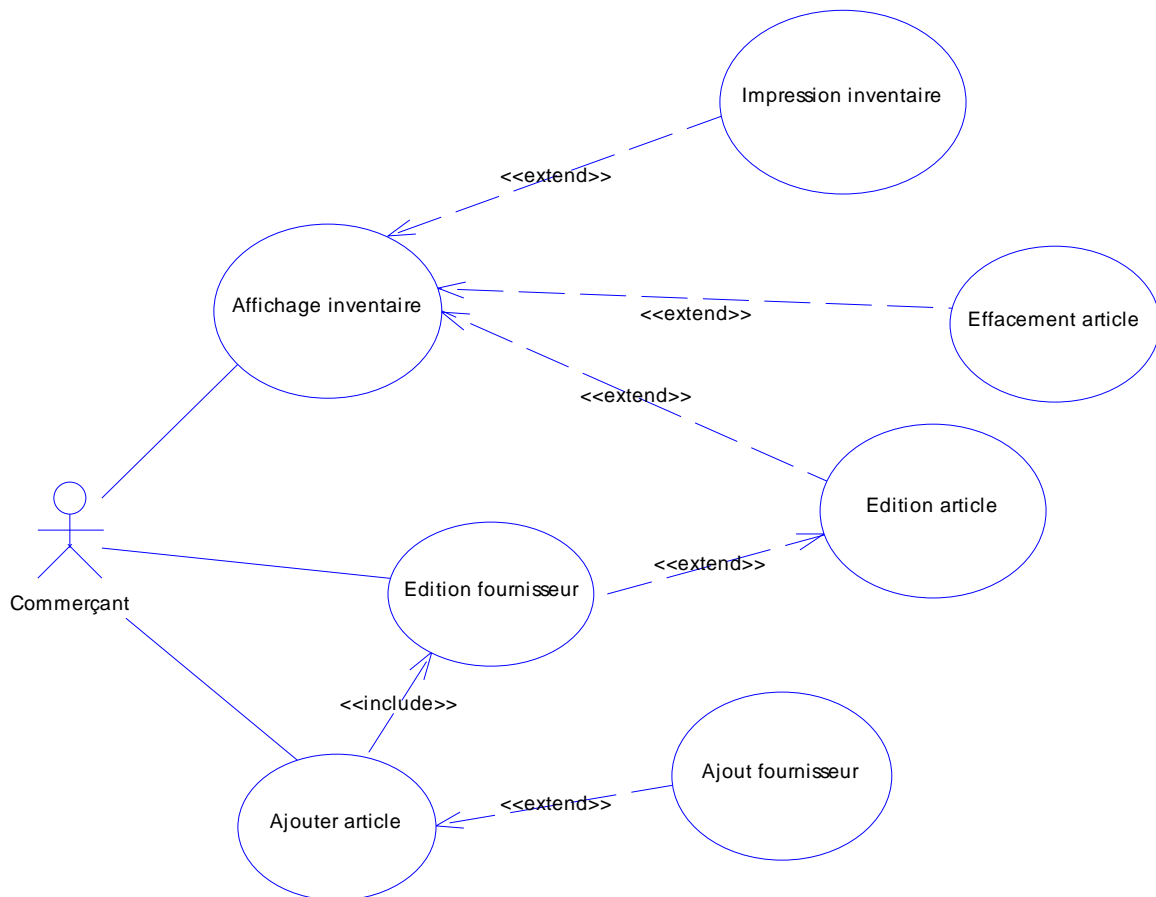 Impression inventaire
<<extend>>
Affichage inventaire
<<extend>>
Effacement article
<<extend>>
Edition article
<<extend>>
Edition fournisseur
Commerçant
<<include>>
Ajout fournisseur
<<extend>>
Ajouter article